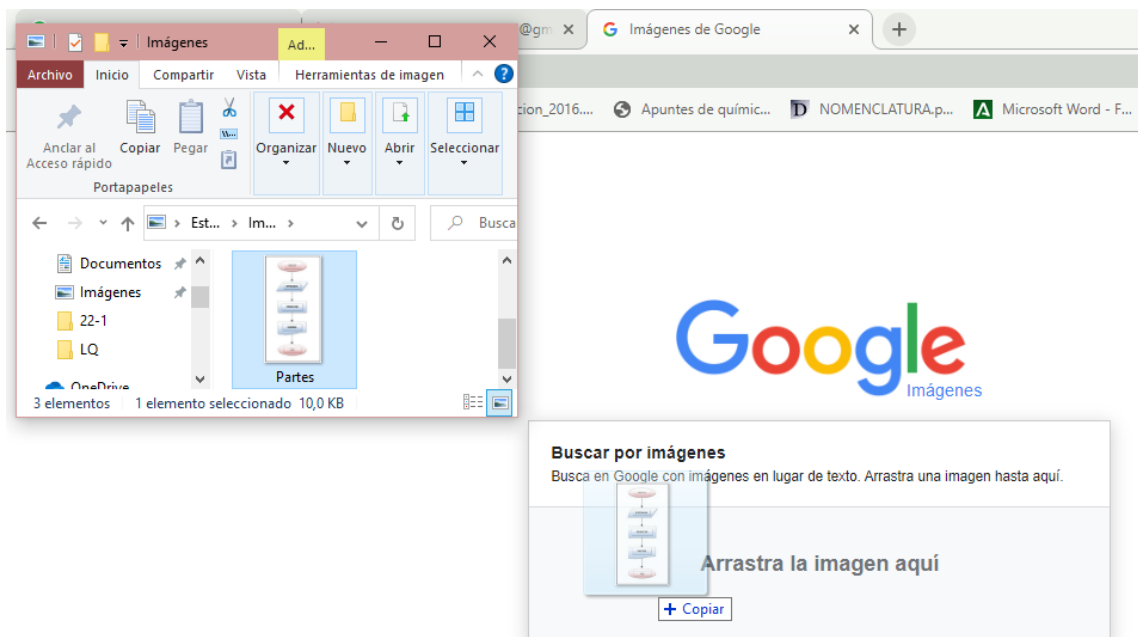 Imágenes
Ad...
Archivo Inicio Compartir Vista Herramientas de imagen
Anclar al Acceso rápido
Copiar
Pegar
Organizar
Nuevo
Abrir
Seleccionar
Portapapeles
Est... Im...
Busca
Documentos
Imágenes
22-1
LQ
OneDrive
Partes
3 elementos 1 elemento seleccionado 10,0 KB
@gm
G Imágenes de Google
cion_2016.... Apuntes de químic... D NOMENCLATURA.p... A Microsoft Word - F...
Google
Imágenes
Buscar por imágenes
Busca en Google con imágenes en lugar de texto. Arrastra una imagen hasta aquí.
Arrastra la imagen aquí
+ Copiar